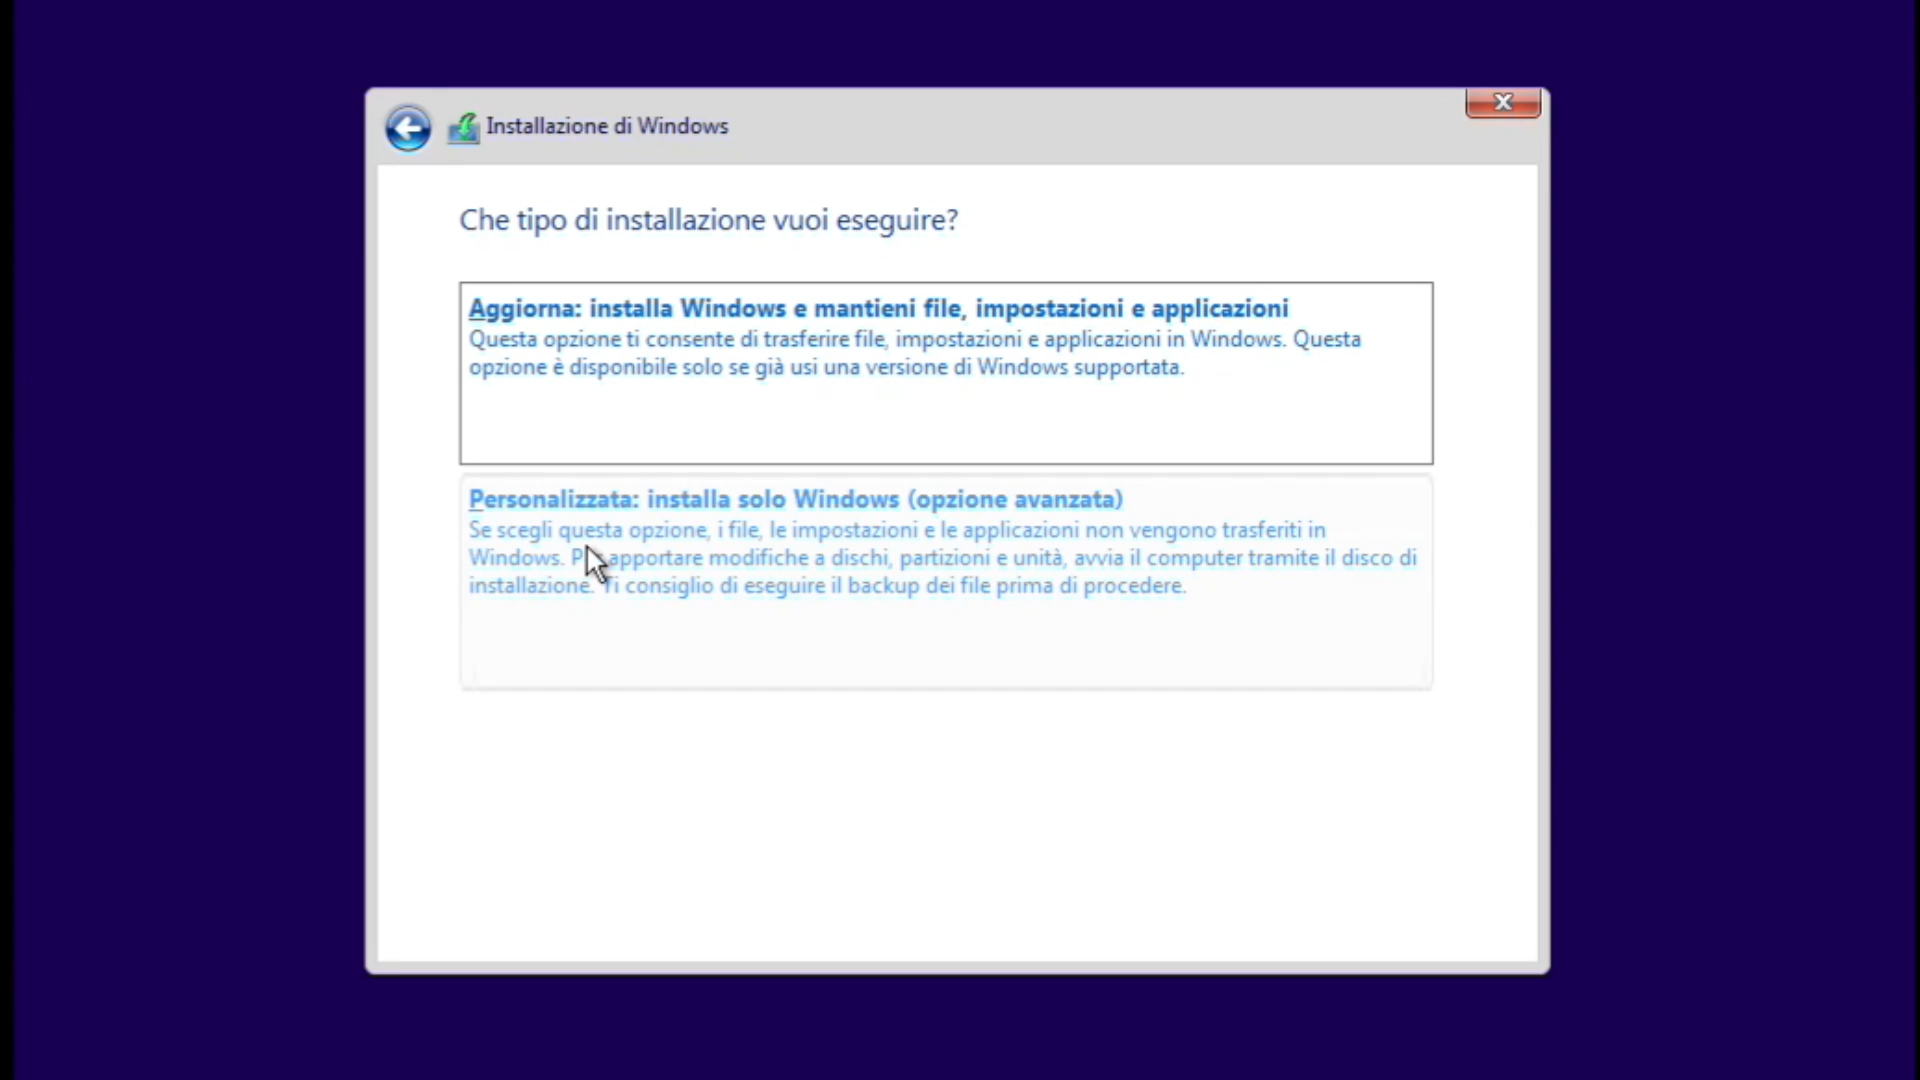 Installazione di Windows
Che tipo di installazione vuoi eseguire?
Aggiorna: installa Windows e mantieni file, impostazioni e applicazioni
Questa opzione ti consente di trasferire file, impostazioni e applicazioni in Windows. Questa
opzione è disponibile solo se già usi una versione di Windows supportata.
Personalizzata: installa solo Windows (opzione avanzata)
Se scegli questa opzione, i file, le impostazioni e le applicazioni non vengono trasferiti in
Windows. apportare modifiche a dischi, partizioni e unità, avvia il computer tramite il disco di
installazione. Ti consiglio di eseguire il backup dei file prima di procedere.